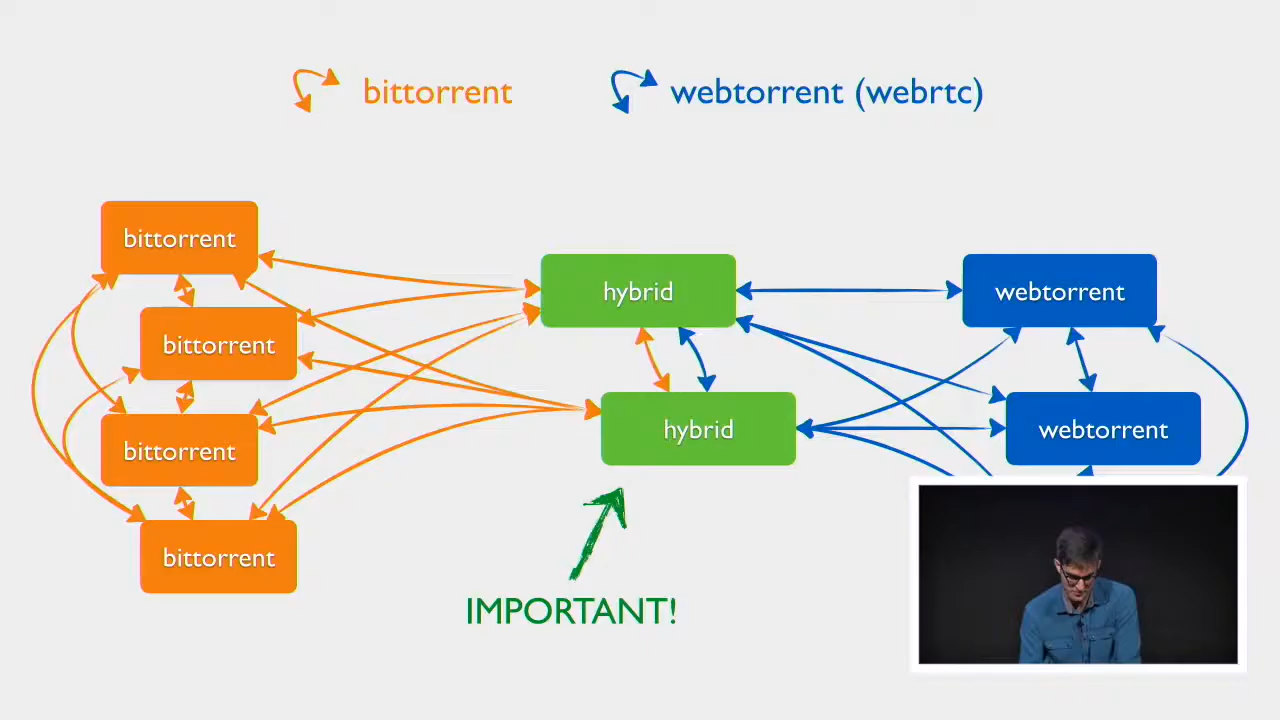 bittorrent
webtorrent (webrtc)
bittorrent
bittorrent
bittorrent
bittorrent
hybrid
hybrid
IMPORTANT!
webtorrent
webtorrent